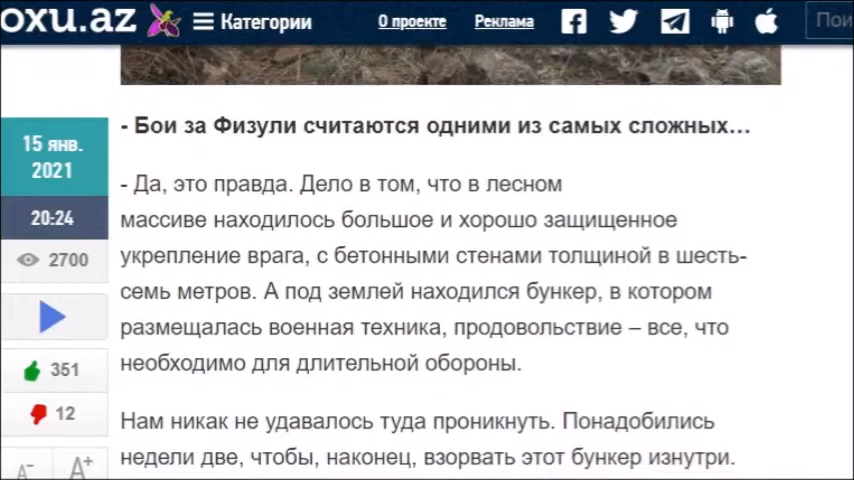 oxu.az Категории О проекте Реклама Пои
- Бои за Физули считаются одними из самых сложных...
15 янв.
2021
20:24
2700
351
12
A- A+
- Да, это правда. Дело в том, что в лесном
массиве находилось большое и хорошо защищенное
укрепление врага, с бетонными стенами толщиной в шесть-
семь метров. А под землей находился бункер, в котором
размещалась военная техника, продовольствие – все, что
необходимо для длительной обороны.
Нам никак не удавалось туда проникнуть. Понадобились
недели две, чтобы, наконец, взорвать этот бункер изнутри.